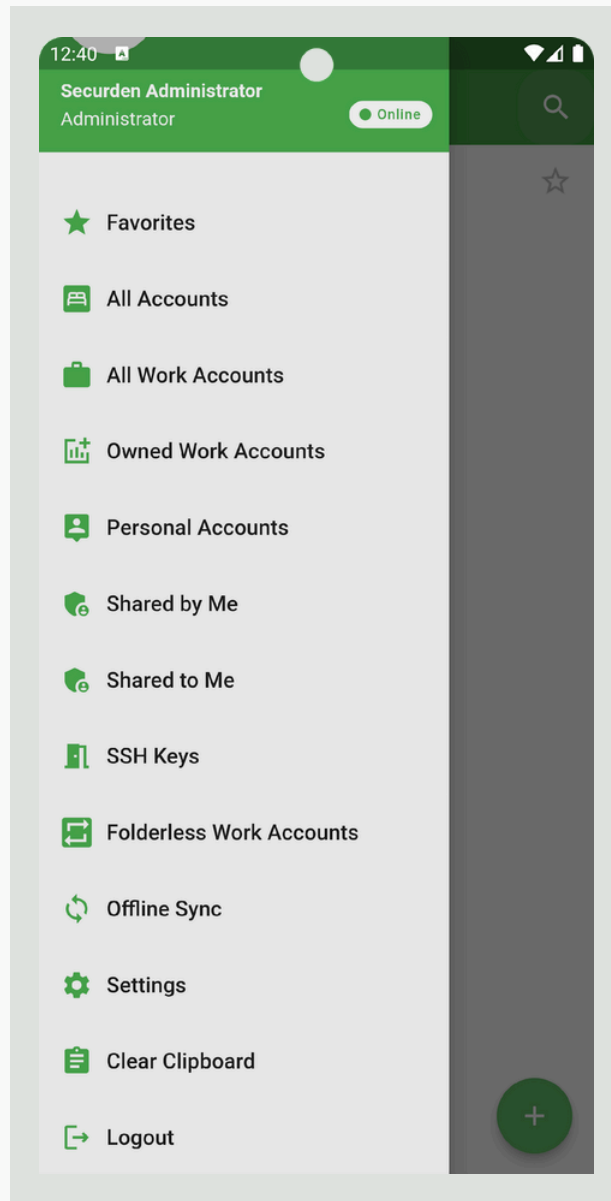 12:40
Securden Administrator
Administrator
Online
Favorites
All Accounts
All Work Accounts
Owned Work Accounts
Personal Accounts
Shared by Me
Shared to Me
SSH Keys
Folderless Work Accounts
Offline Sync
Settings
Clear Clipboard
Logout